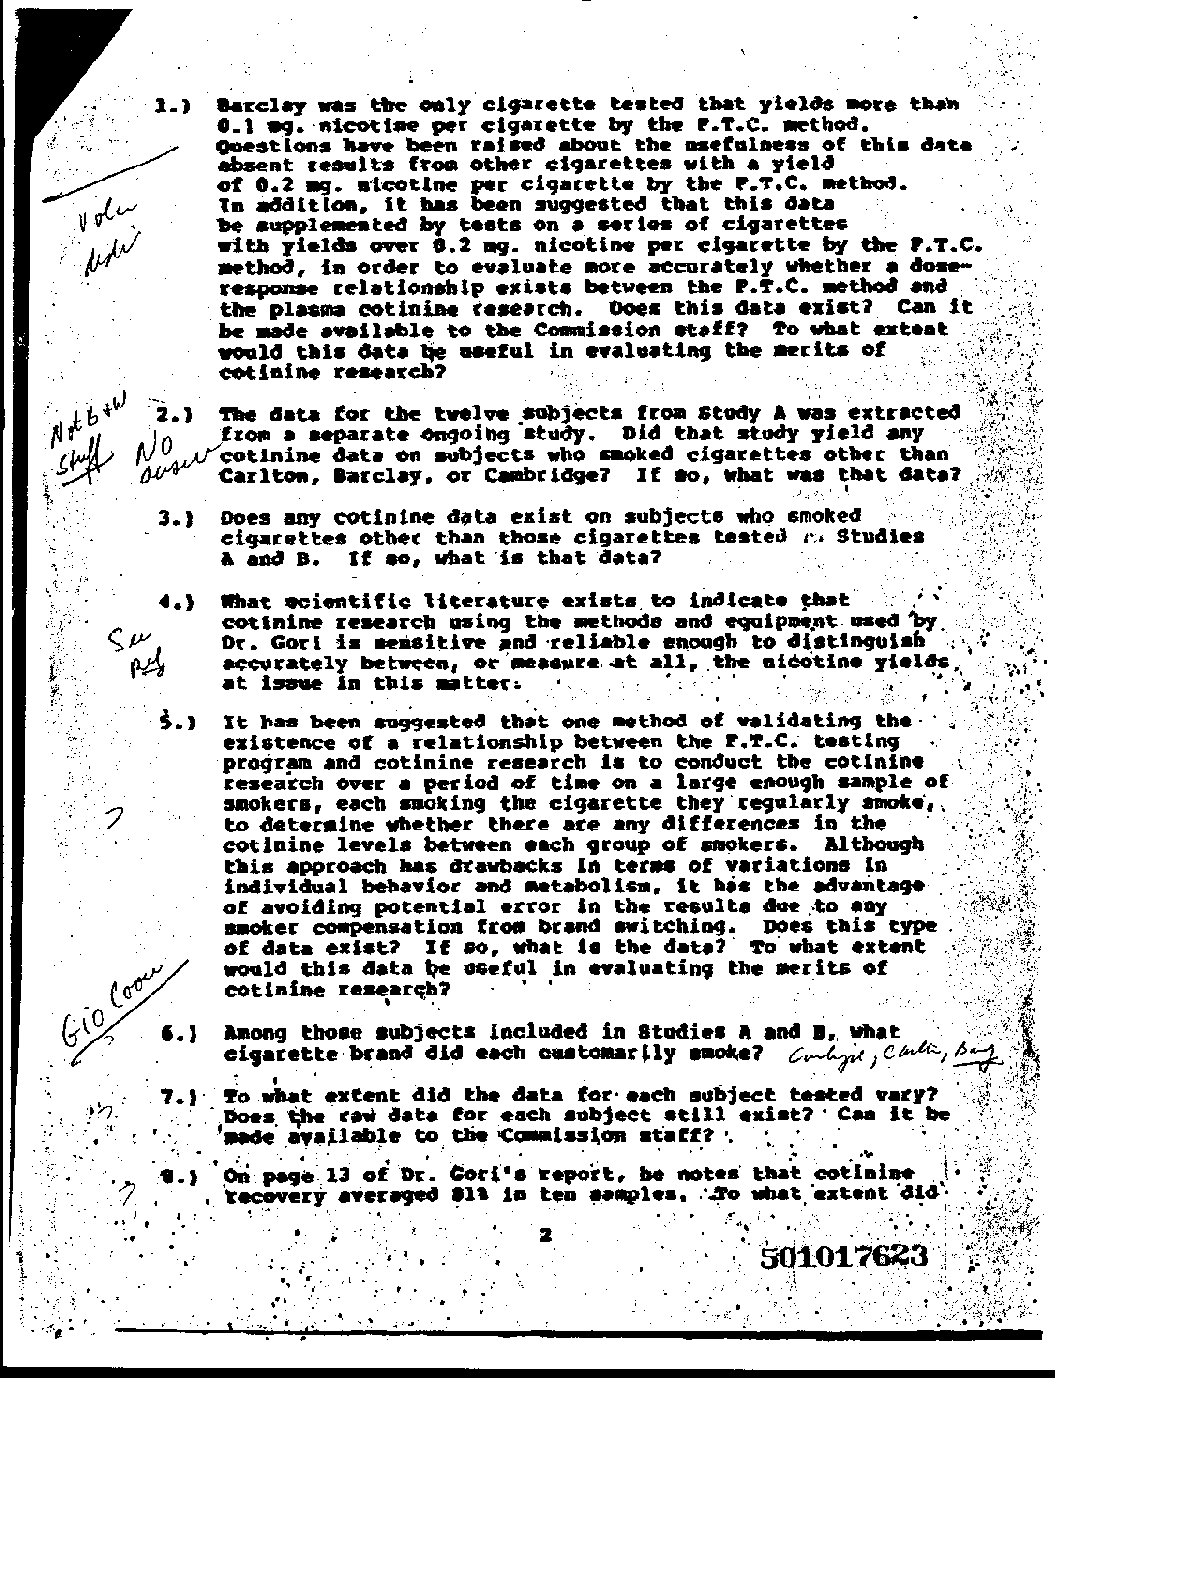 1.) Barclay was the only cigarette tested that yields more than
0.1 mg. nicotine per cigarette by the F.T.C. method.
Questions have been raised about the usefulness of this data
absent results from other cigarettes with a yield
of 0.2 mg. nicotine per cigarette by the F.T.C. method.
In addition, it has been suggested that this data
be supplemented by tests on a series of cigarettes
with yields over 0.2 mg. nicotine per cigarette by the F.T.C.
method, in order to evaluate more accurately whether a dose-
response relationship exists between the F.T.C. method and
the plasma cotinine research. Does this data exist? Can it
be made available to the Commission staff? To what extent
would this data be useful in evaluating the merits of
cotinine research?
Not B+W
Stuff
No
answer
2.) The data for the twelve subjects from Study A was extracted
from a separate ongoing study. Did that study yield any
cotinine data on subjects who smoked cigarettes other than
Carlton, Barclay, or Cambridge? If so, what was that data?
3.) Does any cotinine data exist on subjects who smoked
cigarettes other than those cigarettes tested Studies
A and B. If so, what is that data?
4.) What scientific literature exists to indicate that
cotinine research using the methods and equipment used by
Dr. Gori is sensitive and reliable enough to distinguish
accurately between, or measure at all, the nicotine yields
at issue in this matter.
See
Ref
5.) It has been suggested that one method of validating the
existence of a relationship between the F.T.C. testing
program and cotinine research is to conduct the cotinine
research over a period of time on a large enough sample of
smokers, each smoking the cigarette they regularly smoke,
to determine whether there are any differences in the
cotinine levels between each group of smokers. Although
this approach has drawbacks in terms of variations in
individual behavior and metabolism, it has the advantage
of avoiding potential error in the results due to any
smoker compensation from brand switching. Does this type
of data exist? If so, what is the data? To what extent
would this data be useful in evaluating the merits of
cotinine research?
?
GIO
6.) Among those subjects included in Studies A and B, what
cigarette brand did each customarily smoke?
7.) To what extent did the data for each subject tested vary?
Does the raw data for each subject still exist? Can it be
made available to the Commission staff?
8.) On page 13 of Dr. Gori's report, he notes that cotinine
recovery averaged 81% in ten samples. To what extent did
?
2
501017623